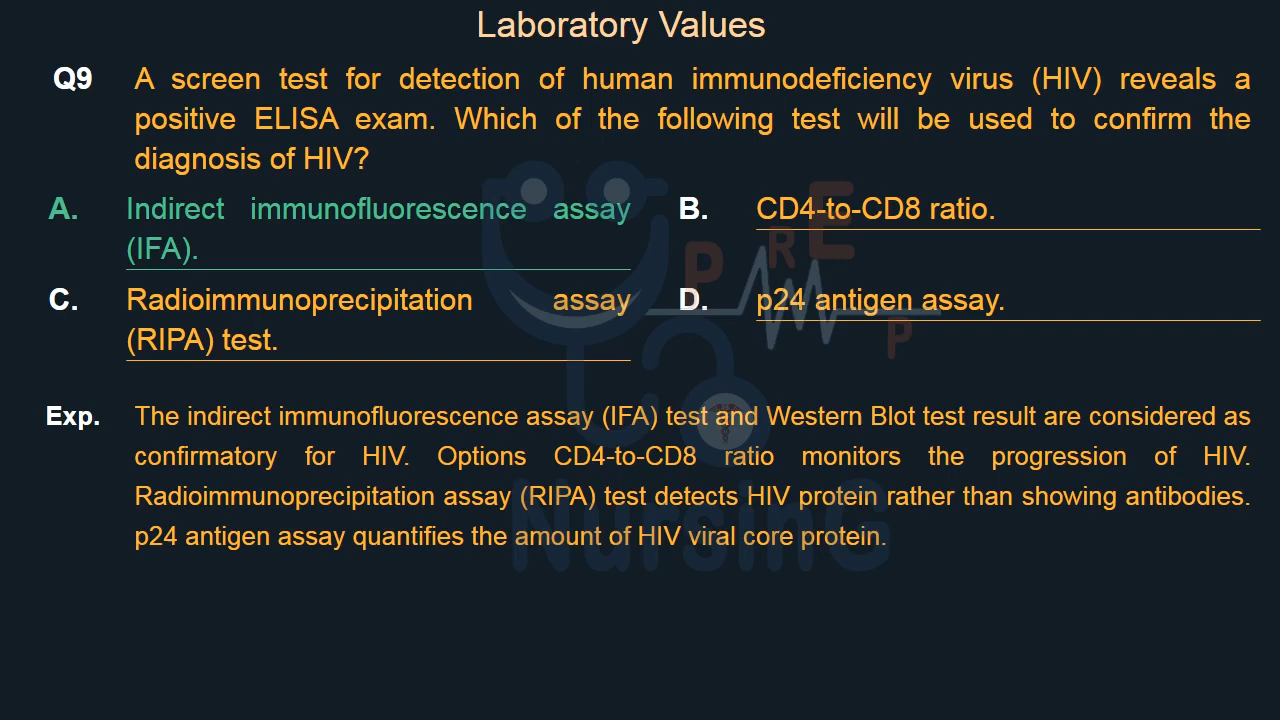 Laboratory Values
Q9 A screen test for detection of human immunodeficiency virus (HIV) reveals a
positive ELISA exam. Which of the following test will be used to confirm the
diagnosis of HIV?
A. Indirect immunofluorescence assay
(IFA).
B. CD4-to-CD8 ratio.
C. Radioimmunoprecipitation assay
(RIPA) test.
D. p24 antigen assay.
Exp. The indirect immunofluorescence assay (IFA) test and Western Blot test result are considered as
confirmatory for HIV. Options CD4-to-CD8 ratio monitors the progression of HIV.
Radioimmunoprecipitation assay (RIPA) test detects HIV protein rather than showing antibodies.
p24 antigen assay quantifies the amount of HIV viral core protein.
PREP
NursinG